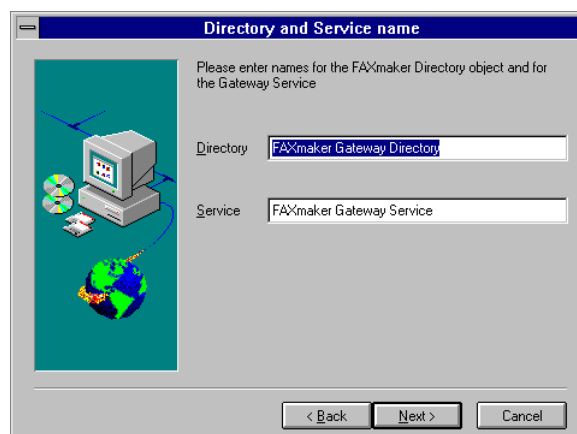 Directory and Service name
Please enter names for the FAXmaker Directory object and for
the Gateway Service
Directory FAXmaker Gateway Directory
Service FAXmaker Gateway Service
< Back Next > Cancel